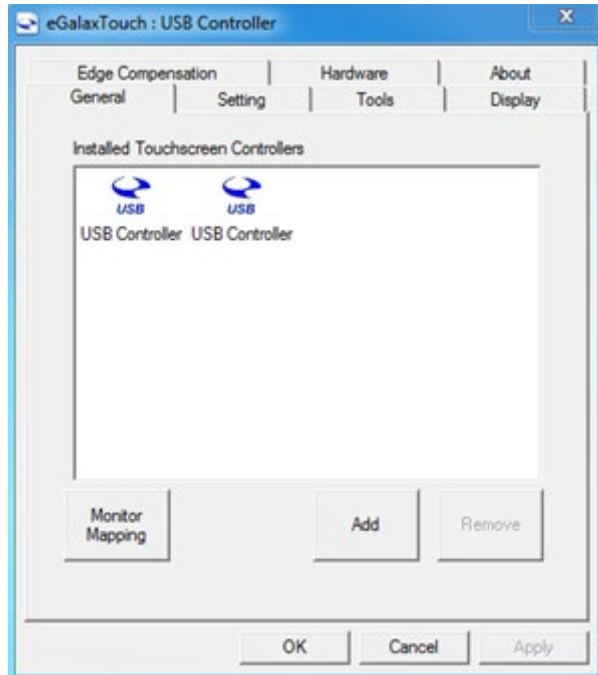 eGalaxTouch : USB Controller
Edge Compensation Hardware About
General Setting Tools Display
Installed Touchscreen Controllers
USB USB
USB Controller USB Controller
Monitor
Mapping
Add Remove
OK Cancel Apply